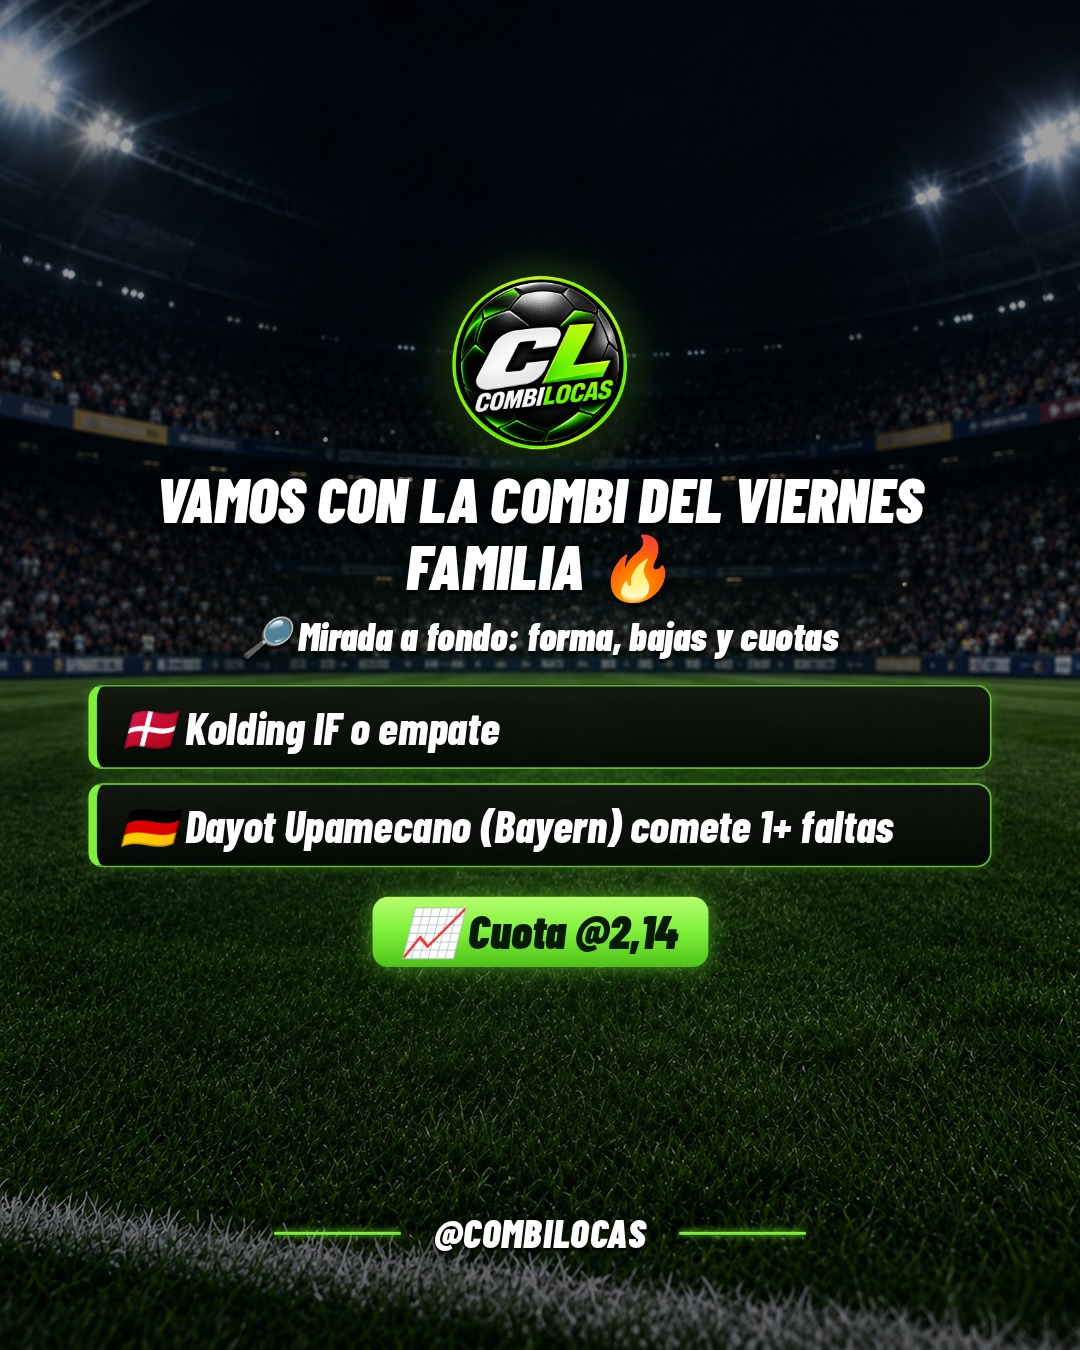 CL
COMBILOCAS
VAMOS CON LA COMBI DEL VIERNES
FAMILIA 🔥
🔎 Mirada a fondo: forma, bajas y cuotas
🇩🇰 Kolding IF o empate
🇩🇪 Dayot Upamecano (Bayern) comete 1+ faltas
📈 Cuota @2,14
@COMBILOCAS